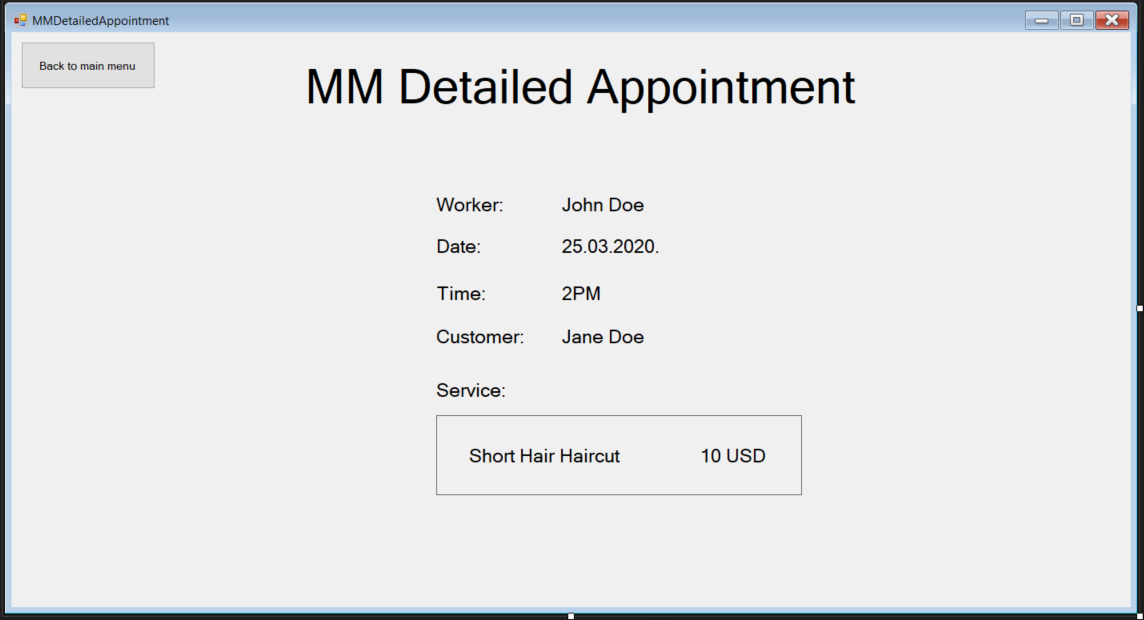 MMDetailedAppointment
Back to main menu
MM Detailed Appointment
Worker: John Doe
Date: 25.03.2020.
Time: 2PM
Customer: Jane Doe
Service:
Short Hair Haircut 10 USD